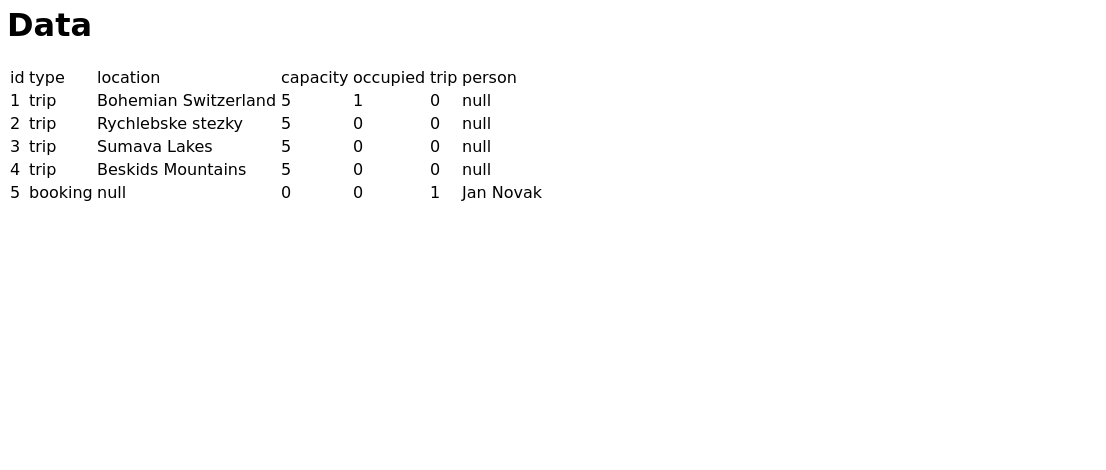 Data
id type location capacity occupied trip person
1 trip Bohemian Switzerland 5 1 0 null
2 trip Rychlebske stezky 5 0 0 null
3 trip Sumava Lakes 5 0 0 null
4 trip Beskids Mountains 5 0 0 null
5 booking null 0 0 1 Jan Novak